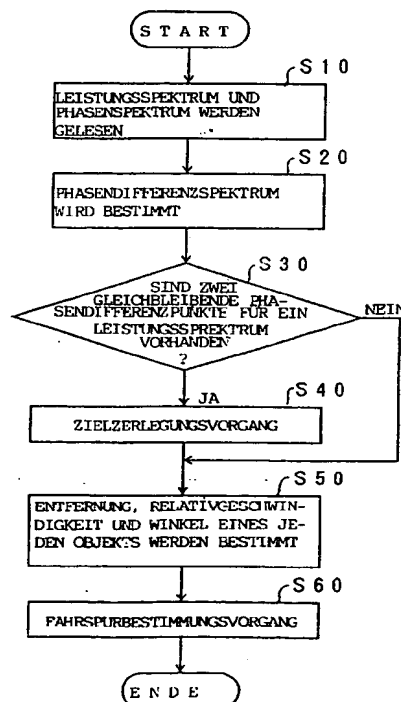 START
S10
LEISTUNGSSPEKTRUM UND
PHASENSPEKTRUM WERDEN
GELESEN
S20
PHASENDIFFERENZSPEKTRUM
WIRD BESTIMMT
S30
SIND ZWEI
GLEICHBLEIBENDE PHA-
SENDIFFERENZPUNKTE FÜR EIN
LEISTUNGSSPREKTRUM
VORHANDEN
?
NEIN
JA
S40
ZIELZERLEGUNGSVORGANG
S50
ENTFERNUNG, RELATIVGESCHWIN-
DIGKEIT UND WINKEL EINES JE-
DEN OBJEKTS WERDEN BESTIMMT
S60
FAHRSPURBESTIMMUNGSVORGANG
ENDE